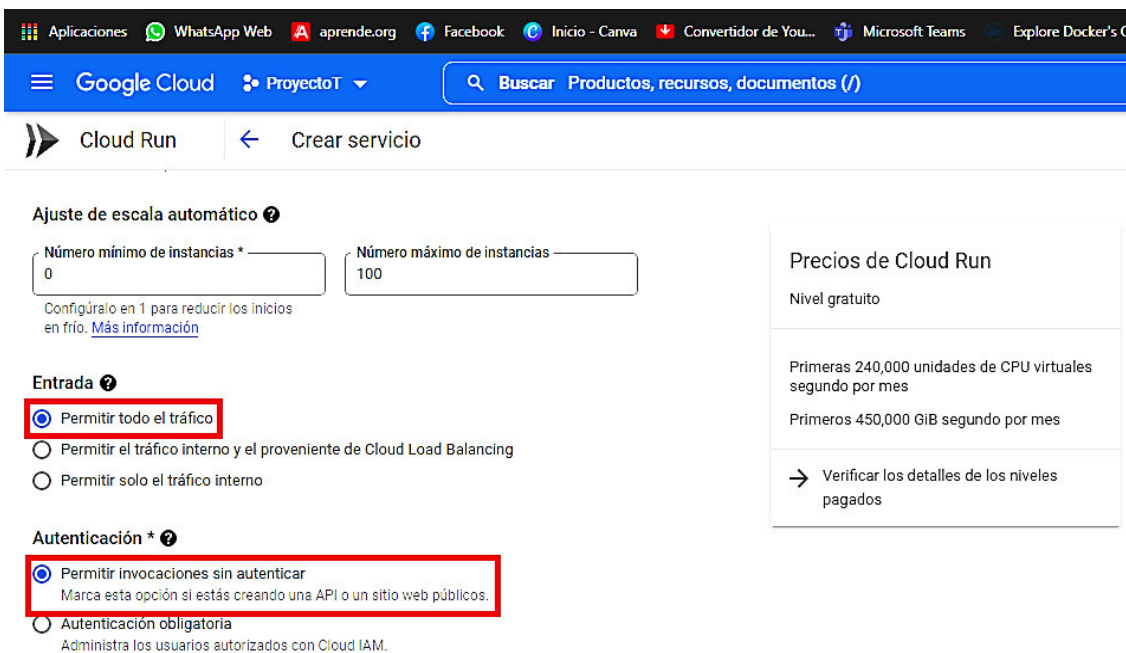 Aplicaciones WhatsApp Web aprende.org Facebook Inicio - Canva Convertidor de You... Microsoft Teams Explore Docker's
Google Cloud ProyectoT Buscar Productos, recursos, documentos (/)
Cloud Run Crear servicio
Ajuste de escala automático
Número mínimo de instancias * Número máximo de instancias
0 100
Configúralo en 1 para reducir los inicios
en frío. Más información
Entrada
Permitir todo el tráfico
Permitir el tráfico interno y el proveniente de Cloud Load Balancing
Permitir solo el tráfico interno
Autenticación *
Permitir invocaciones sin autenticar
Marca esta opción si estás creando una API o un sitio web públicos.
Autenticación obligatoria
Administra los usuarios autorizados con Cloud IAM.
Precios de Cloud Run
Nivel gratuito
Primeras 240,000 unidades de CPU virtuales
segundo por mes
Primeros 450,000 GiB segundo por mes
Verificar los detalles de los niveles
pagados